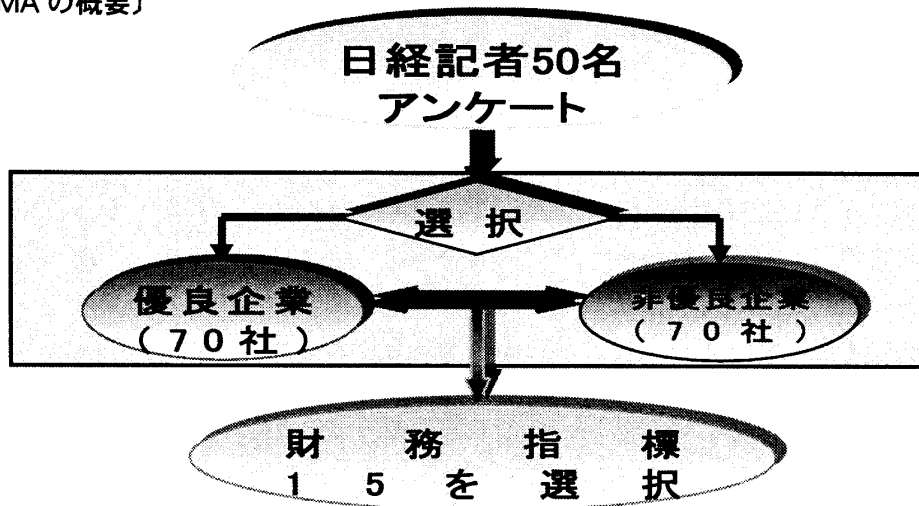 MA の概要〕
日経記者50名
アンケート
選 択
優良企業
（７０社）
非優良企業
（７０社）
財 務 指 標
１５を選択